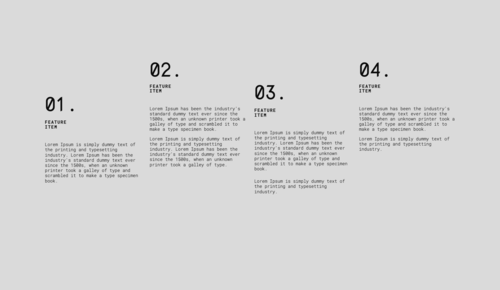 01.
FEATURE
ITEM
Lorem Ipsum is simply dummy text of
the printing and typesetting
industry. Lorem Ipsum has been the
industry's standard dummy text ever
since the 1500s, when an unknown
printer took a galley of type and
scrambled it to make a type specimen
book.
02.
FEATURE
ITEM
Lorem Ipsum has been the industry's
standard dummy text ever since the
1500s, when an unknown printer took a
galley of type and scrambled it to
make a type specimen book.
Lorem Ipsum is simply dummy text of
the printing and typesetting
industry. Lorem Ipsum has been the
industry's standard dummy text ever
since the 1500s, when an unknown
printer took a galley of type.
03.
FEATURE
ITEM
Lorem Ipsum is simply dummy text of
the printing and typesetting
industry. Lorem Ipsum has been the
industry's standard dummy text ever
since the 1500s, when an unknown
printer took a galley of type and
scrambled it to make a type specimen
book.
Lorem Ipsum is simply dummy text of
the printing and typesetting
industry.
04.
FEATURE
ITEM
Lorem Ipsum has been the industry's
standard dummy text ever since the
1500s, when an unknown printer took a
galley of type and scrambled it to
make a type specimen book.
Lorem Ipsum is simply dummy text of
the printing and typesetting
industry.